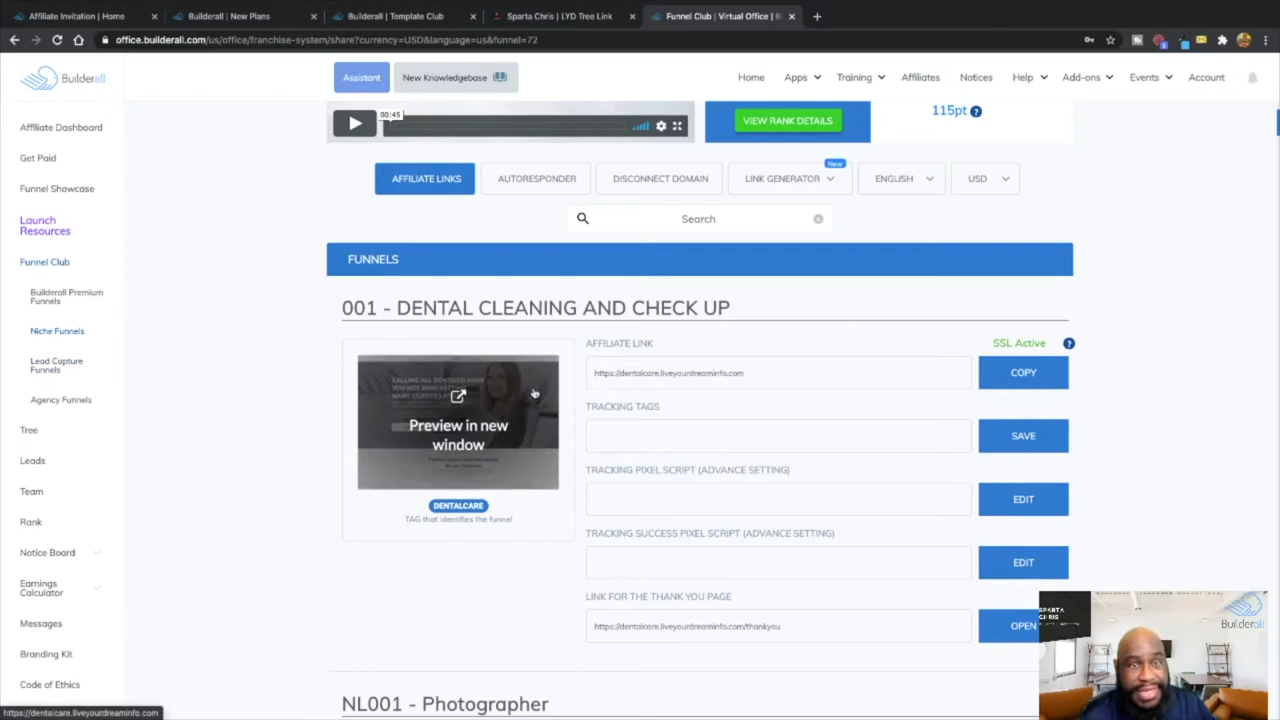 Affiliate Invitation | Home
Builderall | New Plans
Builderall | Template Club
Sparta Chris | LYD Tree Link
Funnel Club | Virtual Office | B
office.builderall.com/us/office/franchise-system/share?currency=USD&language=us&funnel=72
Builderall
Assistant
New Knowledgebase
Home
Apps
Training
Affiliates
Notices
Help
Add-ons
Events
Account
Affiliate Dashboard
Get Paid
Funnel Showcase
Launch
Resources
Funnel Club
Builderall Premium
Funnels
Niche Funnels
Lead Capture
Funnels
Agency Funnels
Tree
Leads
Team
Rank
Notice Board
Earnings
Calculator
Messages
Branding Kit
Code of Ethics
00:45
VIEW RANK DETAILS
115pt
AFFILIATE LINKS
AUTORESPONDER
DISCONNECT DOMAIN
LINK GENERATOR
New
ENGLISH
USD
Search
FUNNELS
001 - DENTAL CLEANING AND CHECK UP
Preview in new
window
DENTALCARE
TAG that identifies the funnel
AFFILIATE LINK
SSL Active
https://dentalcare.liveyourdreaminfo.com
COPY
TRACKING TAGS
SAVE
TRACKING PIXEL SCRIPT (ADVANCE SETTING)
EDIT
TRACKING SUCCESS PIXEL SCRIPT (ADVANCE SETTING)
EDIT
LINK FOR THE THANK YOU PAGE
https://dentalcare.liveyourdreaminfo.com/thankyou
OPEN
NL001 - Photographer
https://dentalcare.liveyourdreaminfo.com
SPARTA
CHRIS
Builderall